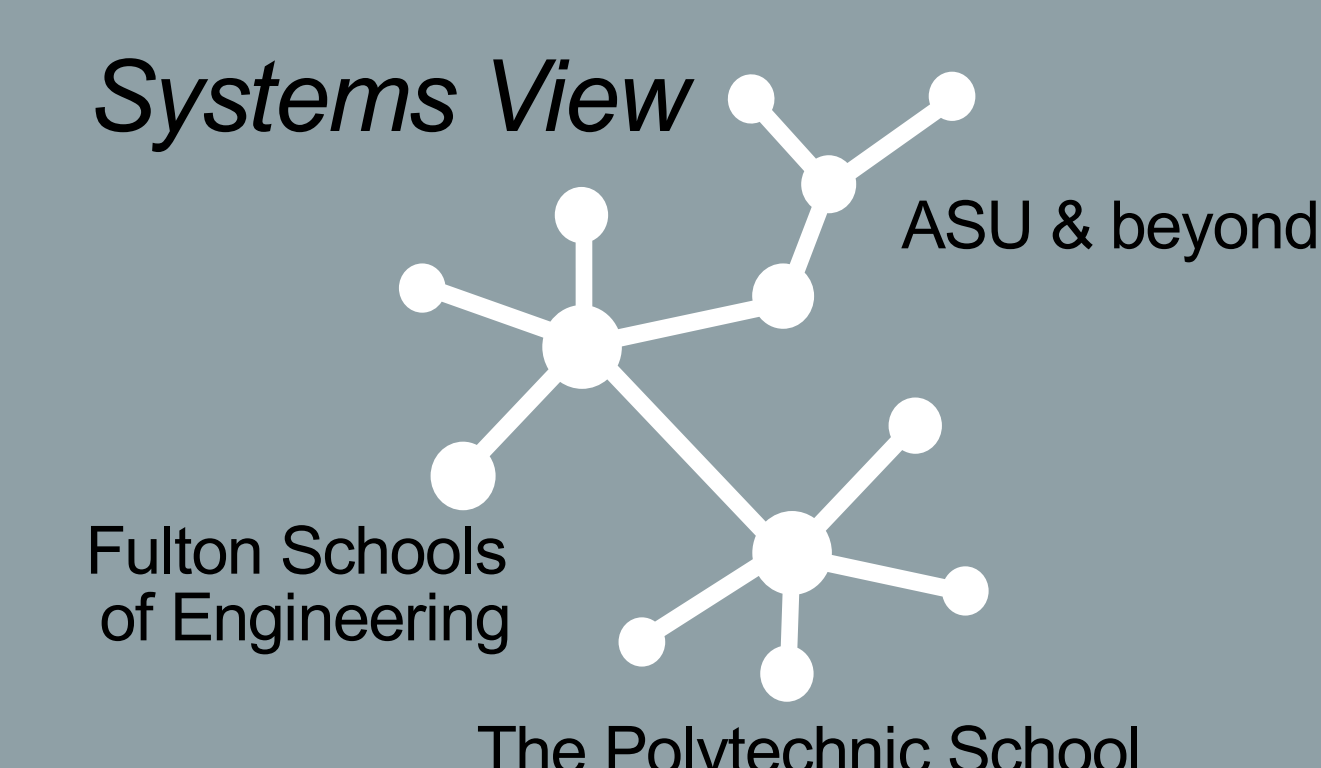 Systems View
ASU & beyond
Fulton Schools
of Engineering
The Polytechnic School